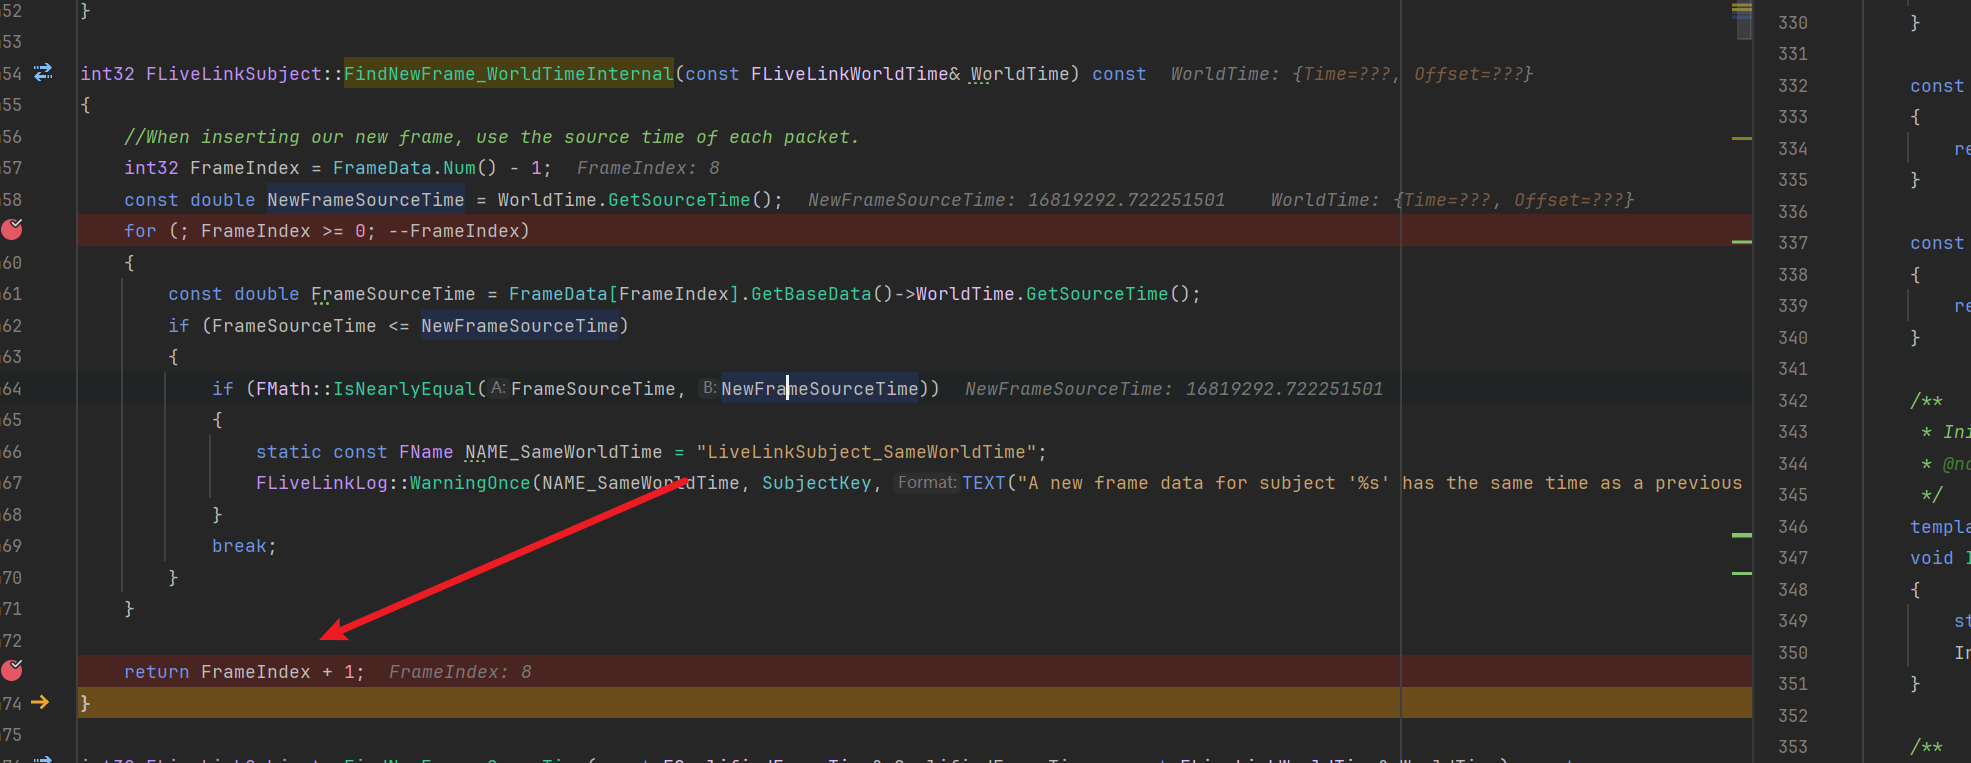 52 }
53
54 int32 FLiveLinkSubject::FindNewFrame_WorldTimeInternal(const FLiveLinkWorldTime& WorldTime) const WorldTime: {Time=???, Offset=???}
55 {
56 //When inserting our new frame, use the source time of each packet.
57 int32 FrameIndex = FrameData.Num() - 1; FrameIndex: 8
58 const double NewFrameSourceTime = WorldTime.GetSourceTime(); NewFrameSourceTime: 16819292.722251501 WorldTime: {Time=???, Offset=???}
for (; FrameIndex >= 0; --FrameIndex)
60 {
61 const double FrameSourceTime = FrameData[FrameIndex].GetBaseData()->WorldTime.GetSourceTime();
62 if (FrameSourceTime <= NewFrameSourceTime)
63 {
64 if (FMath::IsNearlyEqual( A: FrameSourceTime, B: NewFrameSourceTime)) NewFrameSourceTime: 16819292.722251501
65 {
66 static const FName NAME_SameWorldTime = "LiveLinkSubject_SameWorldTime";
67 FLiveLinkLog::WarningOnce(NAME_SameWorldTime, SubjectKey, Format: TEXT("A new frame data for subject '%s' has the same time as a previous
68 }
69 break;
70 }
71 }
72
return FrameIndex + 1; FrameIndex: 8
74 }
75
330 }
331
332 const
333 {
334 re
335 }
336
337 const
338 {
339 re
340 }
341
342 /**
343 * Ini
344 * @no
345 */
346 templa
347 void I
348 {
349 st
350 In
351 }
352
353 /**